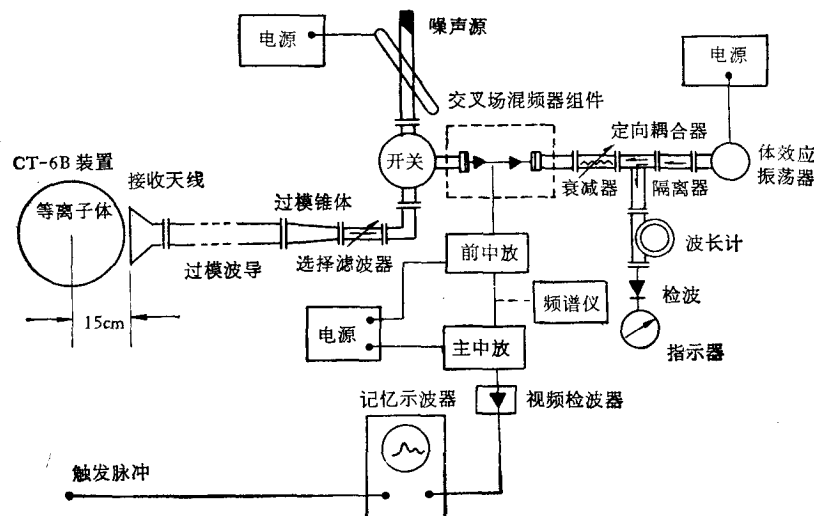 电源
噪声源
电源
交叉场混频器组件
定向耦合器
开关
体效应
振荡器
衰减器
隔离器
CT-6B 装置
接收天线
等离子体
过模锥体
过模波导
选择滤波器
波长计
前中放
检波
频谱仪
15cm
电源
主中放
指示器
记忆示波器
视频检波器
触发脉冲